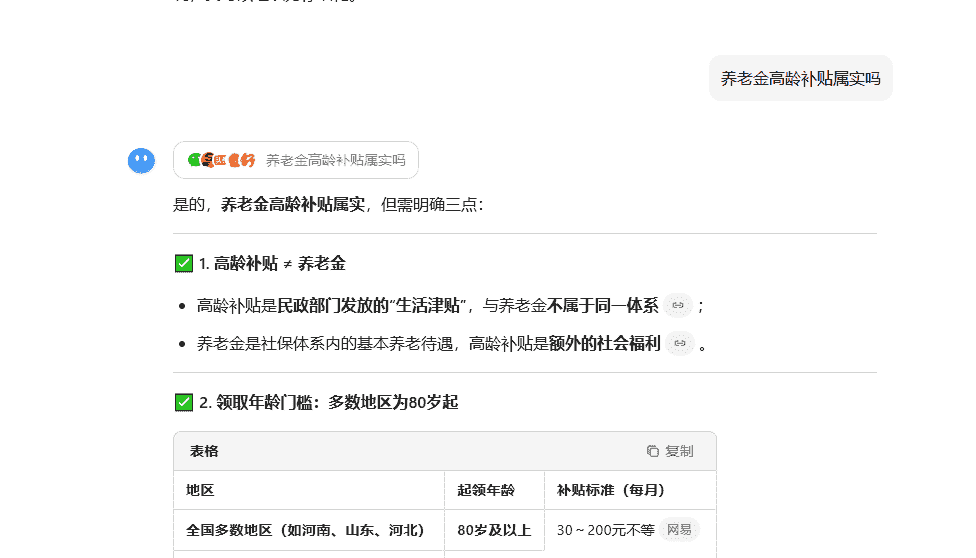 养老金高龄补贴属实吗
养老金高龄补贴属实吗
是的，养老金高龄补贴属实，但需明确三点：
1. 高龄补贴 ≠ 养老金
高龄补贴是民政部门发放的“生活津贴”，与养老金不属于同一体系 ；
养老金是社保体系内的基本养老待遇，高龄补贴是额外的社会福利 。
2. 领取年龄门槛：多数地区为80岁起
表格 复制
地区 起领年龄 补贴标准（每月）
全国多数地区（如河南、山东、河北） 80岁及以上 30～200元不等 网易